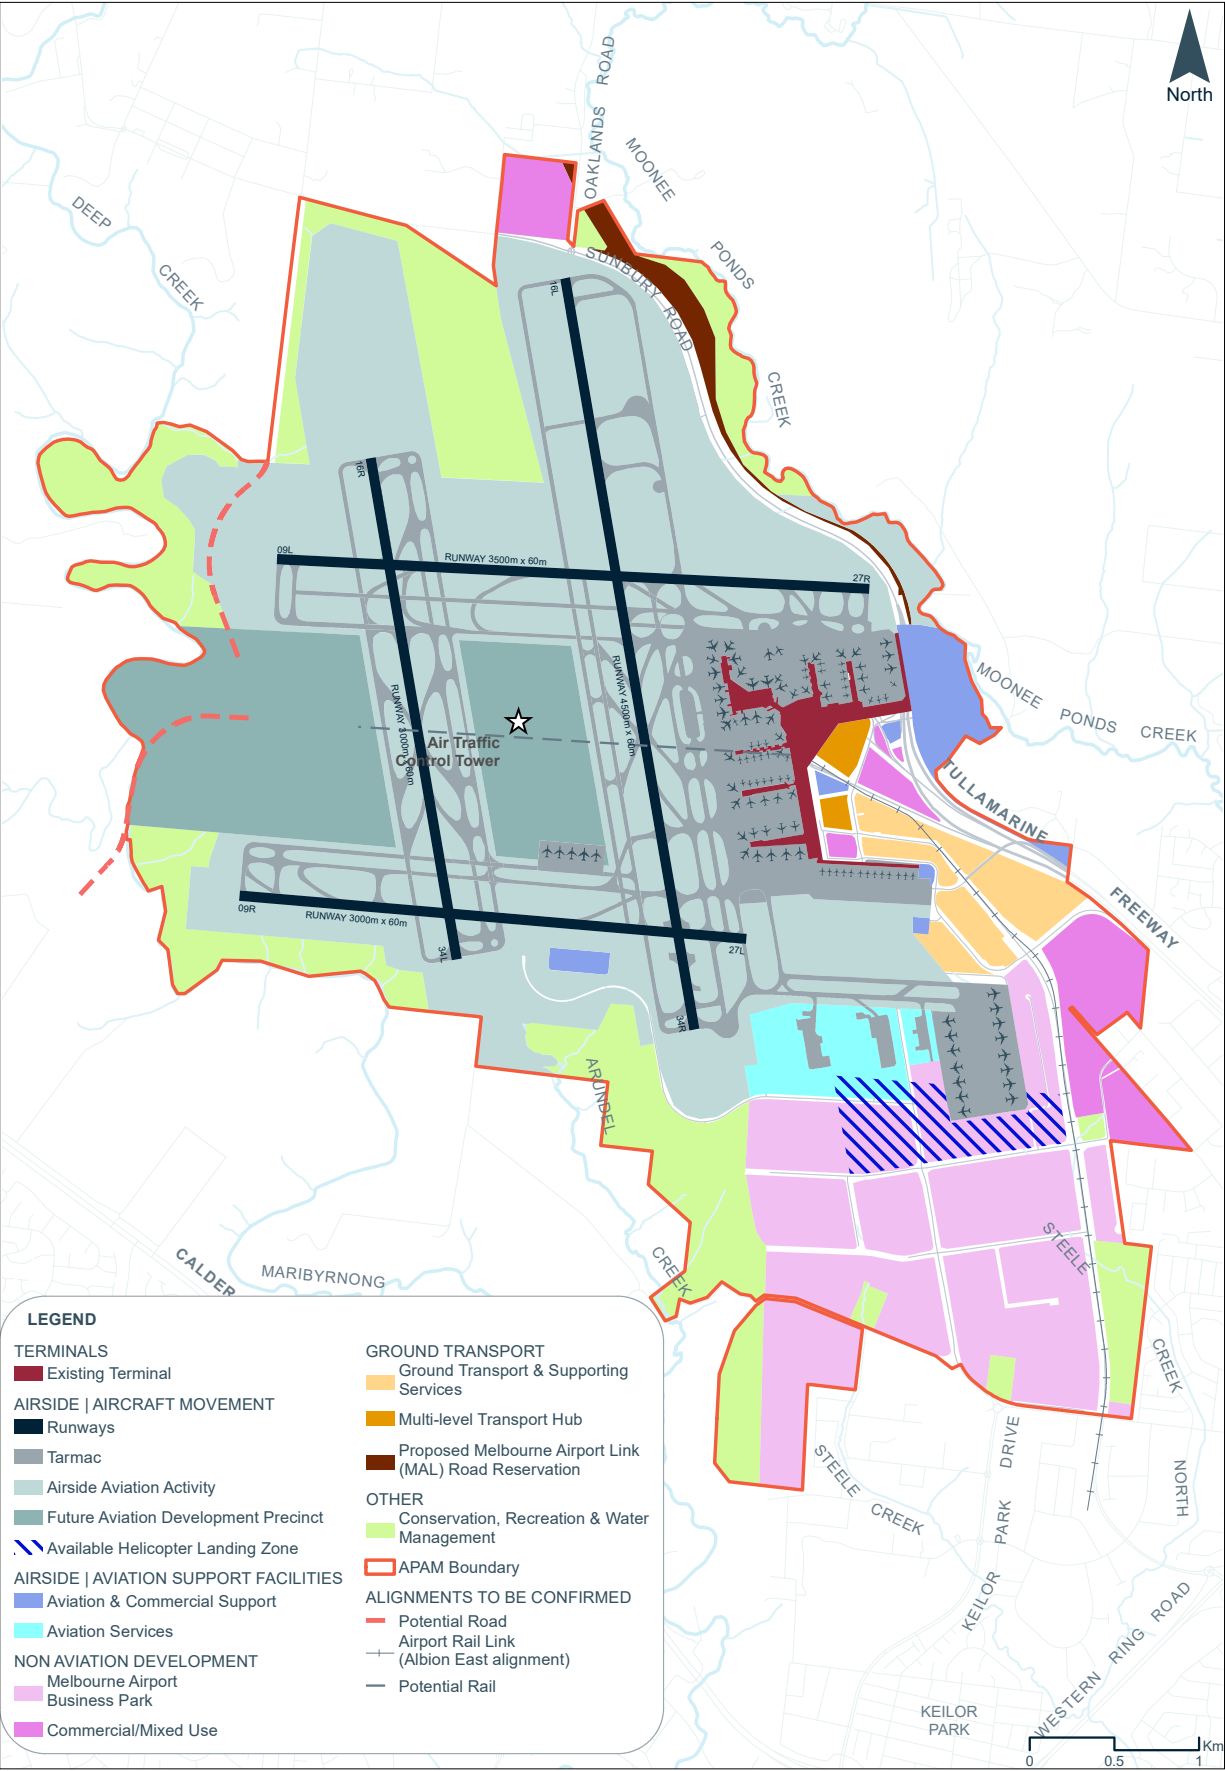 North
OAKLANDS ROAD
MOONEE
PONDS
CREEK
DEEP
CREEK
SUNBURY ROAD
16L
16R
09L
RUNWAY 3500m x 60m
27R
RUNWAY 3000m x 60m
RUNWAY 4500m x 60m
Air Traffic
Control Tower
MOONEE
PONDS
CREEK
TULLAMARINE
FREEWAY
09R
RUNWAY 3000m x 60m
27L
34L
34R
ARUNDEL
CREEK
CALDER
MARIBYRNONG
STEELE
CREEK
NORTH
STEELE
CREEK
KEILOR
PARK
DRIVE
WESTERN RING ROAD
KEILOR
PARK
0
0.5
1
Km
LEGEND
TERMINALS
Existing Terminal
AIRSIDE | AIRCRAFT MOVEMENT
Runways
Tarmac
Airside Aviation Activity
Future Aviation Development Precinct
Available Helicopter Landing Zone
AIRSIDE | AVIATION SUPPORT FACILITIES
Aviation & Commercial Support
Aviation Services
NON AVIATION DEVELOPMENT
Melbourne Airport
Business Park
Commercial/Mixed Use
GROUND TRANSPORT
Ground Transport & Supporting
Services
Multi-level Transport Hub
Proposed Melbourne Airport Link
(MAL) Road Reservation
OTHER
Conservation, Recreation & Water
Management
APAM Boundary
ALIGNMENTS TO BE CONFIRMED
Potential Road
Airport Rail Link
(Albion East alignment)
Potential Rail